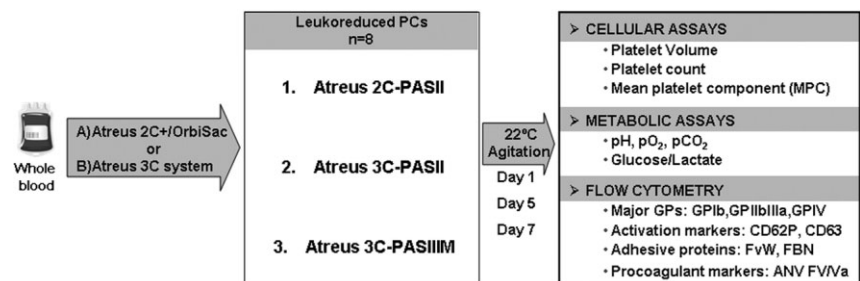 Whole
blood
A)Atreus 2C+/OrbiSac
or
B)Atreus 3C system
Leukoreduced PCs
n=8
1. Atreus 2C-PASII
2. Atreus 3C-PASII
3. Atreus 3C-PASIIIM
22ºC
Agitation
Day 1
Day 5
Day 7
➢ CELLULAR ASSAYS
• Platelet Volume
• Platelet count
• Mean platelet component (MPC)
➢ METABOLIC ASSAYS
• pH, pO₂, pCO₂
• Glucose/Lactate
➢ FLOW CYTOMETRY
• Major GPs: GPIb,GPIIbIIIa,GPIV
• Activation markers: CD62P, CD63
• Adhesive proteins: FvW, FBN
• Procoagulant markers: ANV FV/Va